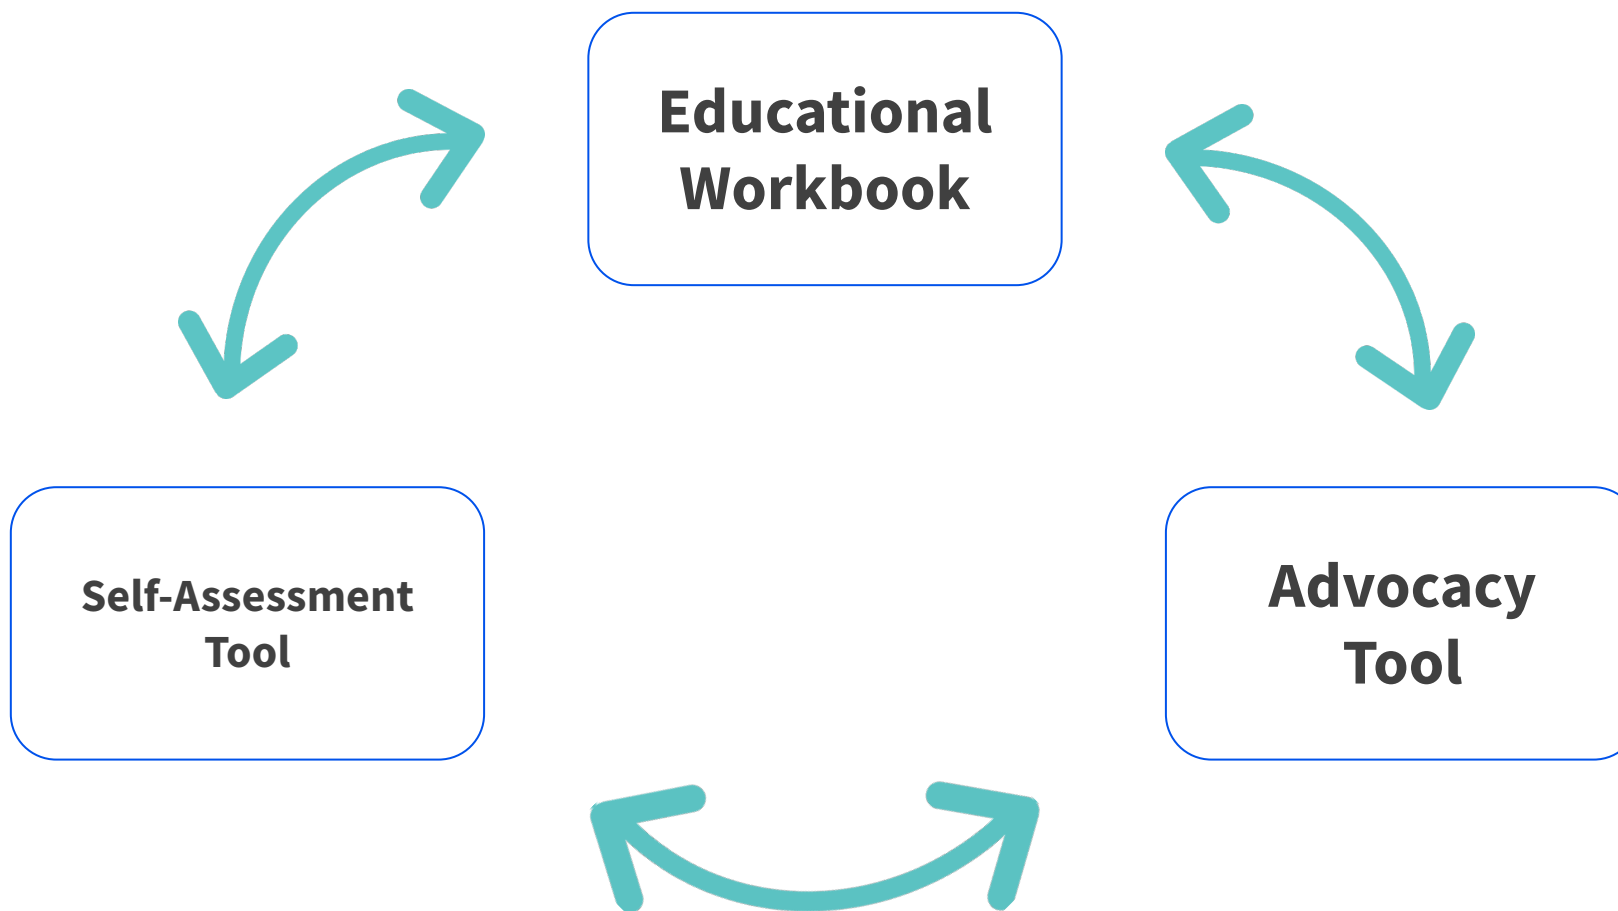 Educational
Workbook
Self-Assessment
Tool
Advocacy
Tool